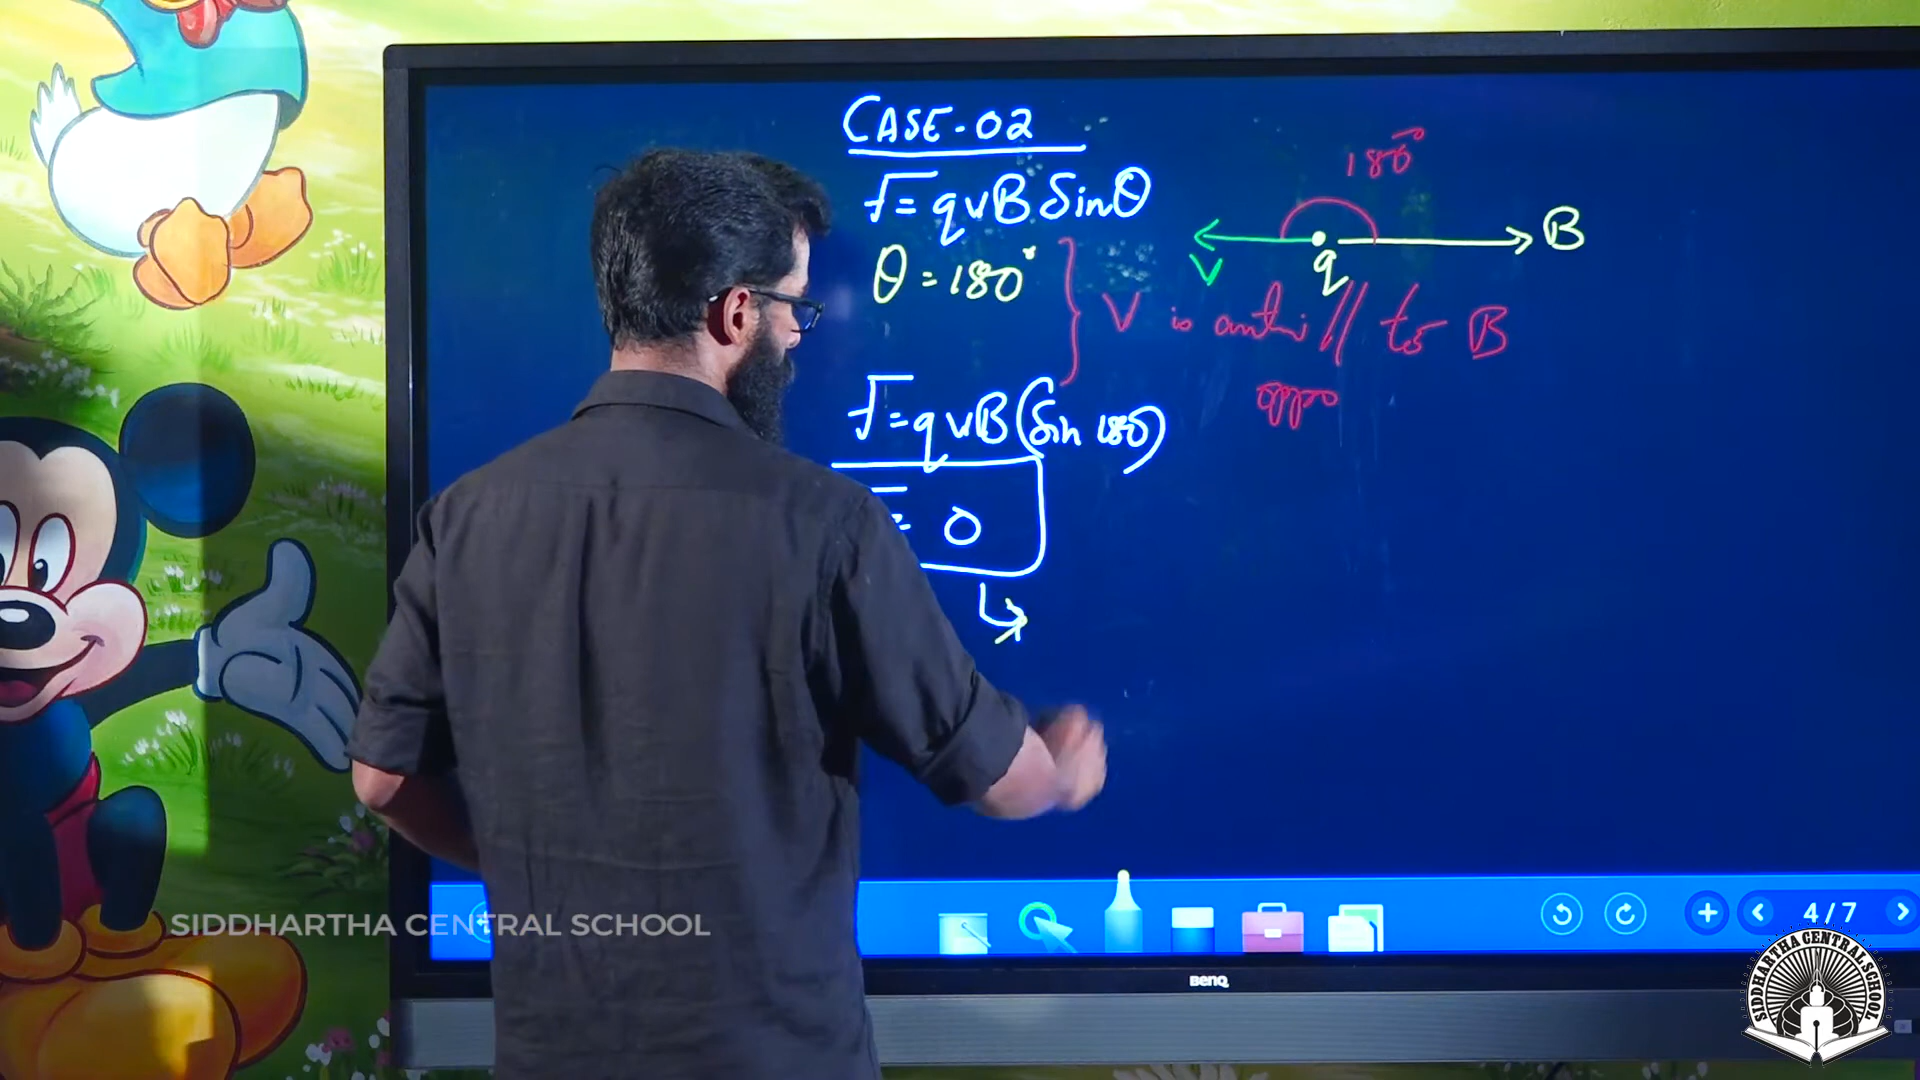 CASE-02
F = qvB Sinθ
θ = 180°
F = qvB (Sin 180)
= 0
180°
V
q
B
V is anti // to B
oppo
SIDDHARTHA CENTRAL SCHOOL
4/7
BenQ
SIDDHARTHA CENTRAL SCHOOL